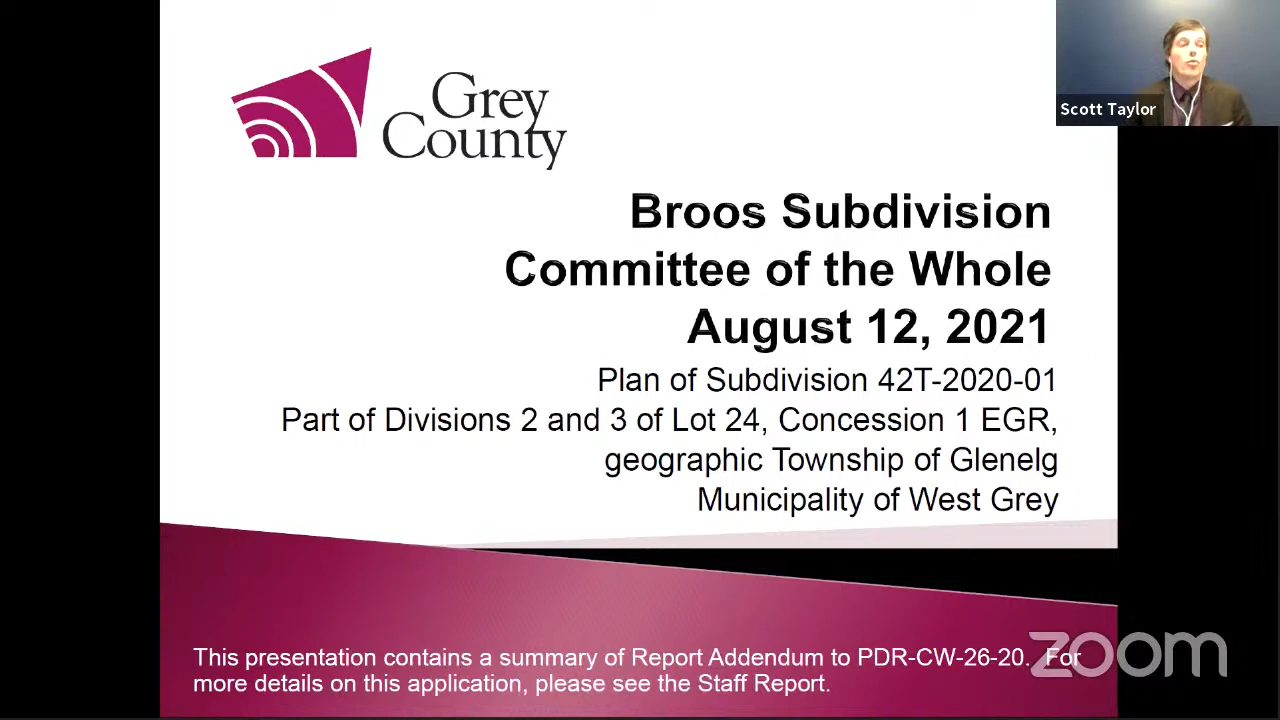 Grey
County
Scott Taylor
Broos Subdivision
Committee of the Whole
August 12, 2021
Plan of Subdivision 42T-2020-01
Part of Divisions 2 and 3 of Lot 24, Concession 1 EGR,
geographic Township of Glenelg
Municipality of West Grey
This presentation contains a summary of Report Addendum to PDR-CW-26-20. For
more details on this application, please see the Staff Report.
zoom